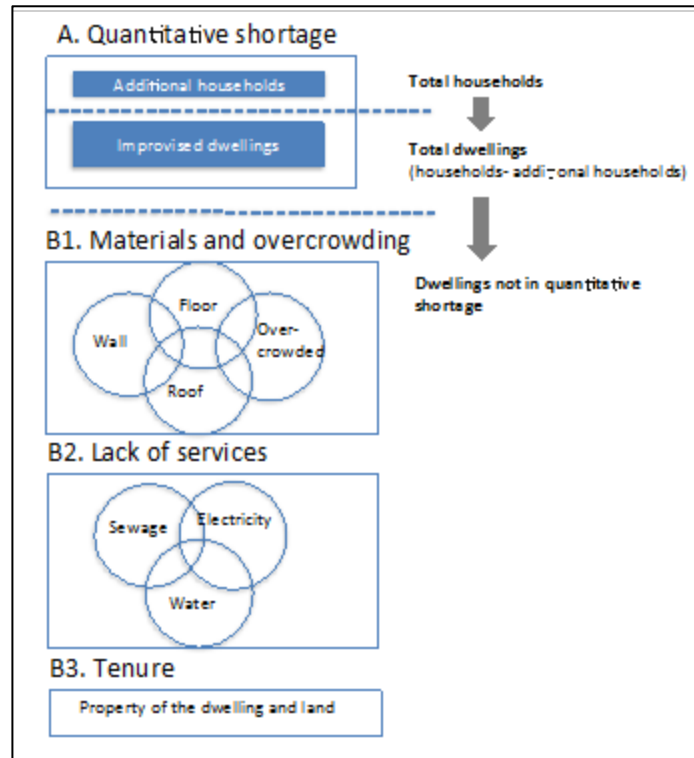 A. Quantitative shortage
Additional households
Total households
Improvised dwellings
Total dwellings
(households- additional households)
B1. Materials and overcrowding
Dwellings not in quantitative
shortage
Floor
Wall
Over-
crowded
Roof
B2. Lack of services
Sewage
Electricity
Water
B3. Tenure
Property of the dwelling and land